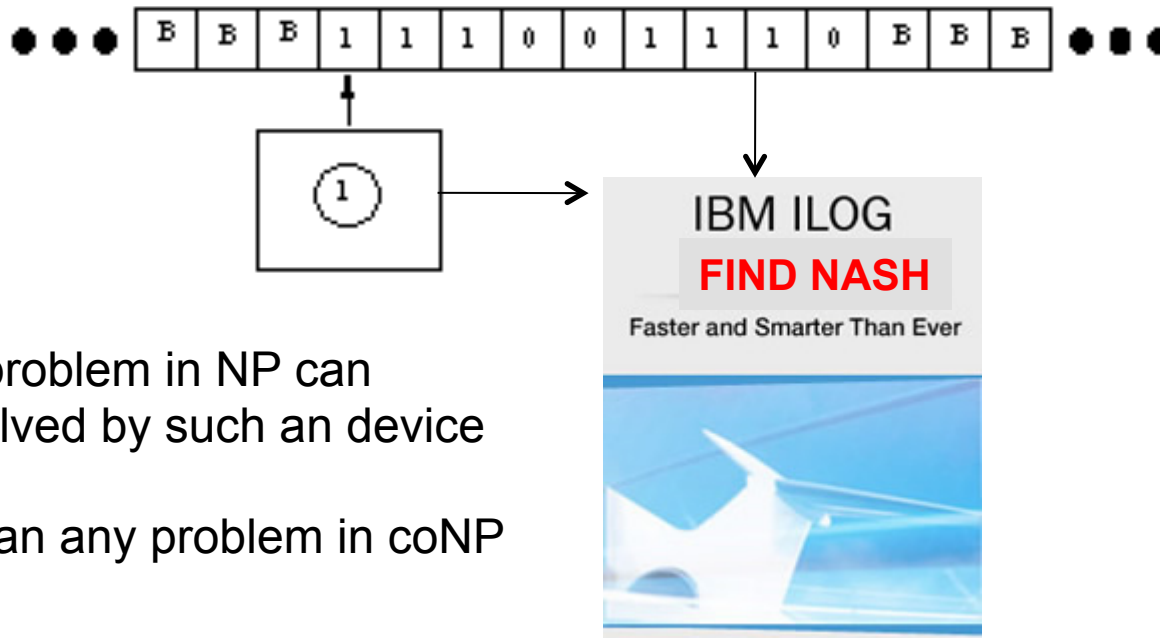 B B B 1 1 1 0 0 1 1 1 0 B B B
1
IBM ILOG
FIND NASH
Faster and Smarter Than Ever
problem in NP can
lved by such an device
an any problem in coNP